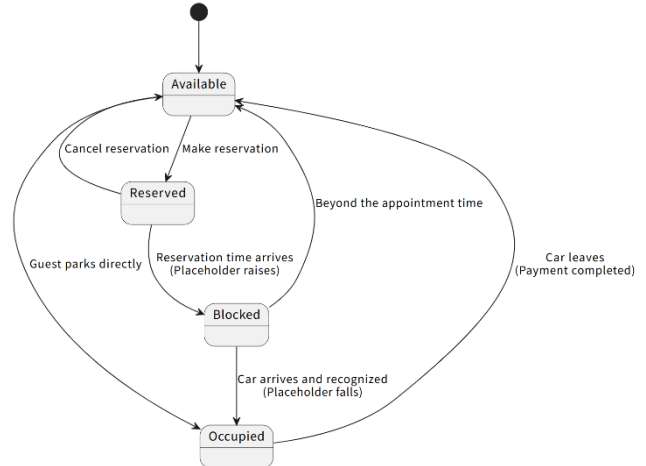 Available
Cancel reservation
Make reservation
Reserved
Beyond the appointment time
Guest parks directly
Reservation time arrives
(Placeholder raises)
Car leaves
(Payment completed)
Blocked
Car arrives and recognized
(Placeholder falls)
Occupied